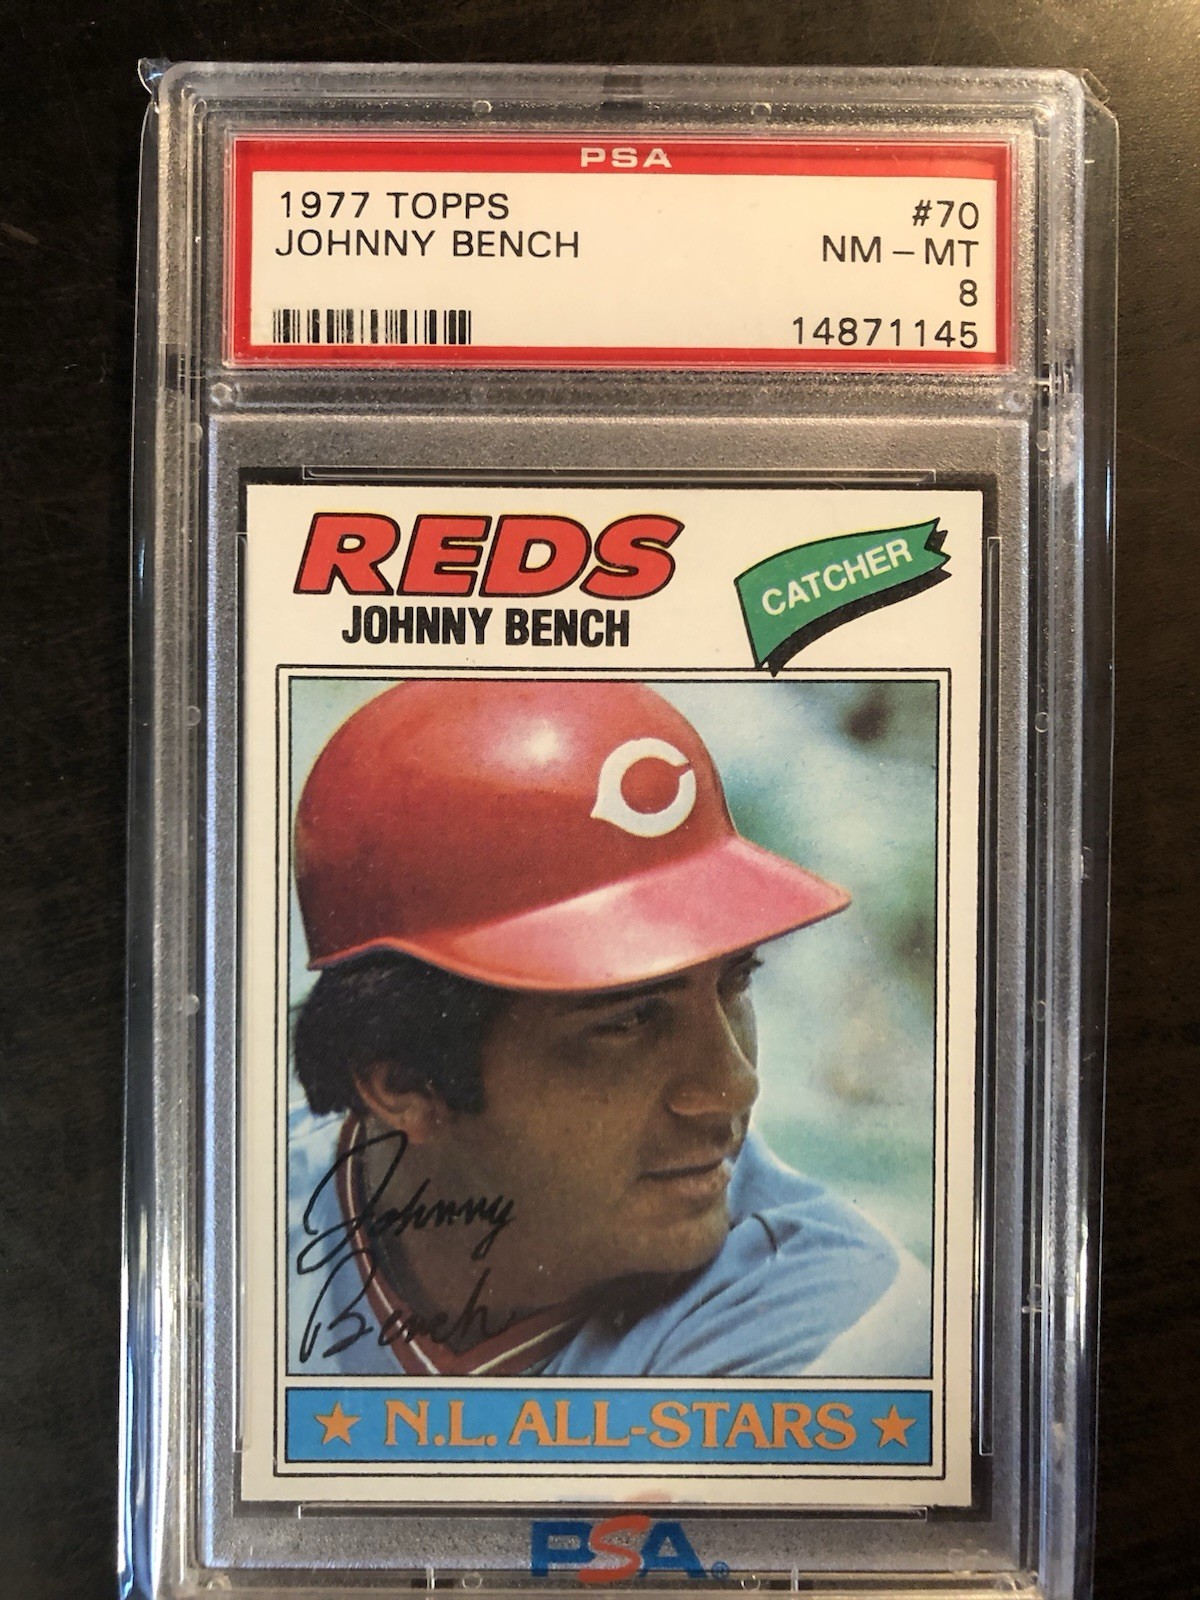 PSA
1977 TOPPS #70
JOHNNY BENCH NM-MT
8
14871145
REDS
CATCHER
JOHNNY BENCH
C
Johnny
Bench
★ N.L. ALL-STARS ★
PSA®